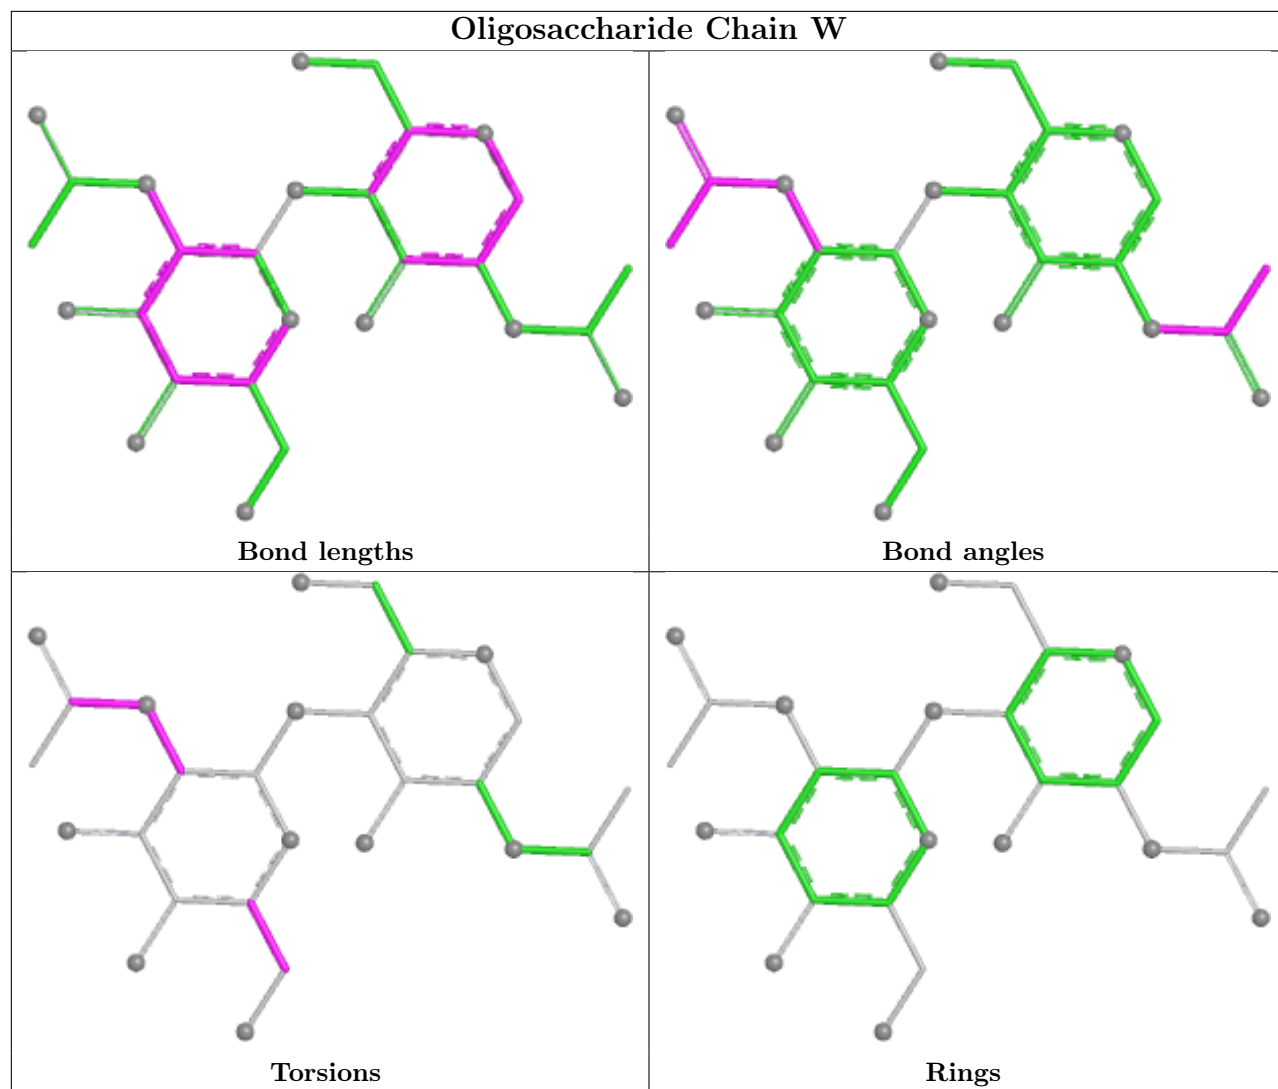 Oligosaccharide Chain W
Bond lengths
Bond angles
Torsions
Rings